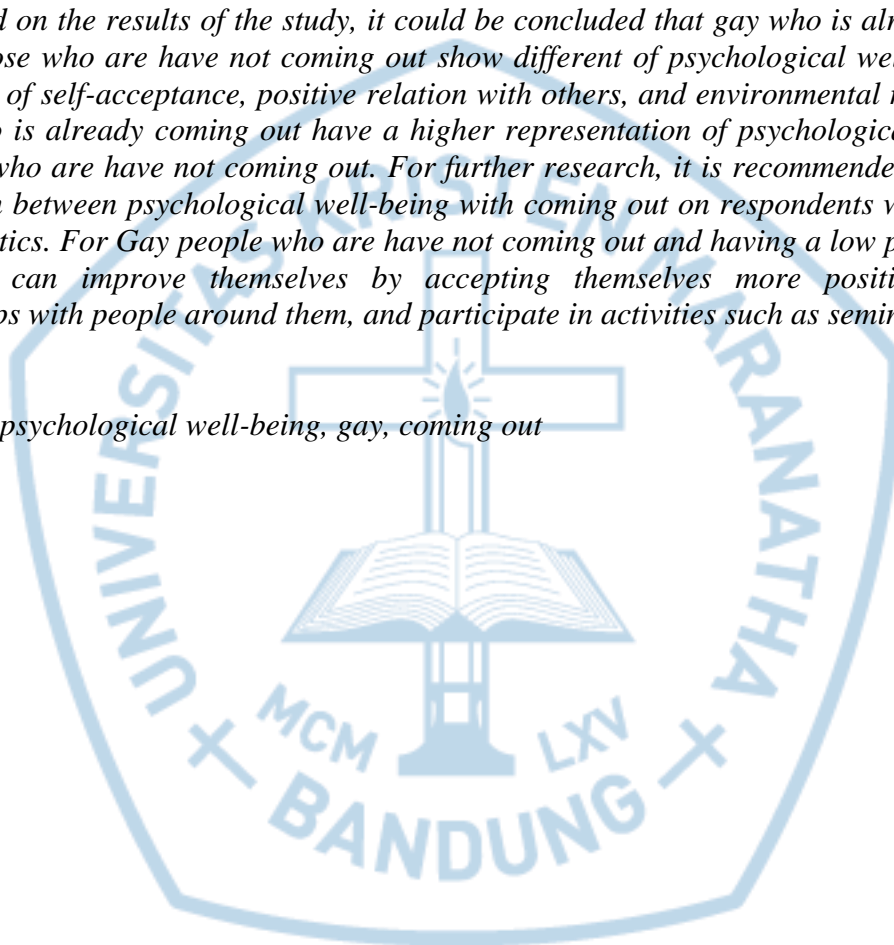 d on the results of the study, it could be concluded that gay who is alr
ose who are have not coming out show different of psychological wel
of self-acceptance, positive relation with others, and environmental
is already coming out have a higher representation of psychologic
who are have not coming out. For further research, it is recommende
between psychological well-being with coming out on respondents
tics. For Gay people who are have not coming out and having a low p
can improve themselves by accepting themselves more positi
ps with people around them, and participate in activities such as semin
psychological well-being, gay, coming out
UNIVERSITAS KRISTEN MARANATHA
MCM LXV
BANDUNG